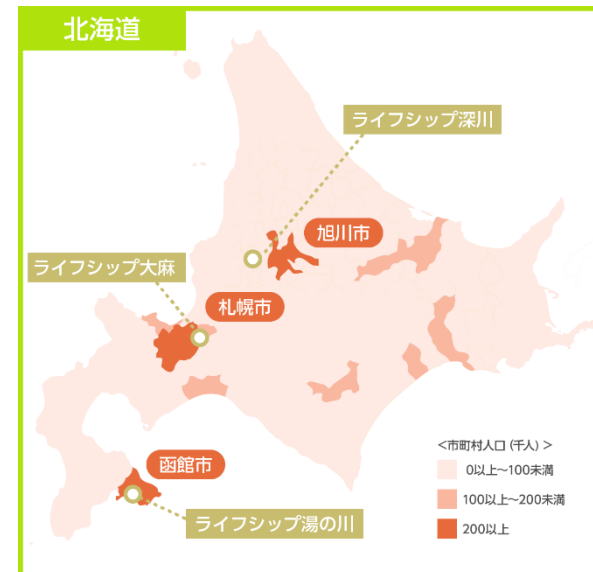 北海道
ライフシップ深川
旭川市
ライフシップ大麻
札幌市
函館市
ライフシップ湯の川
＜市町村人口（千人）＞
0以上〜100未満
100以上〜200未満
200以上